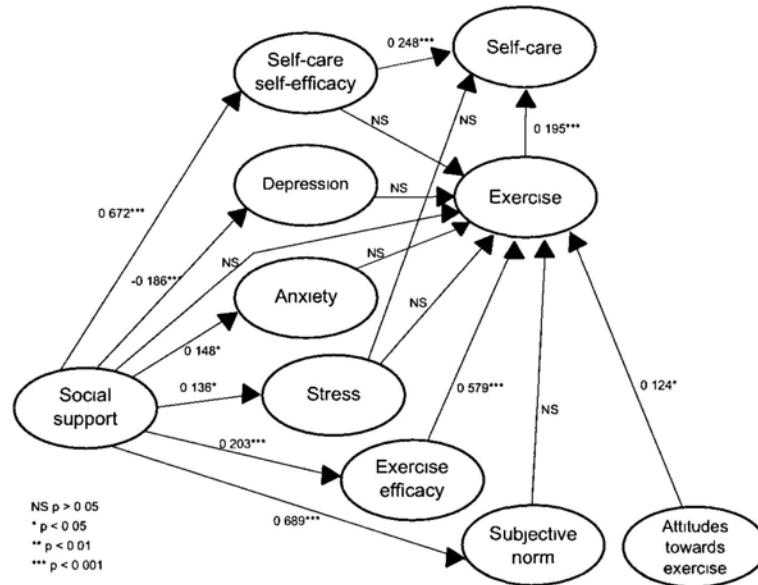 Self-care
self-efficacy
0 248***
Self-care
NS
NS
0 195***
Depression
NS
Exercise
0 672***
NS
-0 186***
NS
Anxiety
NS
0 148*
Social
support
0 136*
Stress
0 579***
0 124*
NS
0 203***
Exercise
efficacy
0 689***
Subjective
norm
Attitudes
towards
exercise
NS p > 0 05
* p < 0 05
** p < 0 01
*** p < 0 001